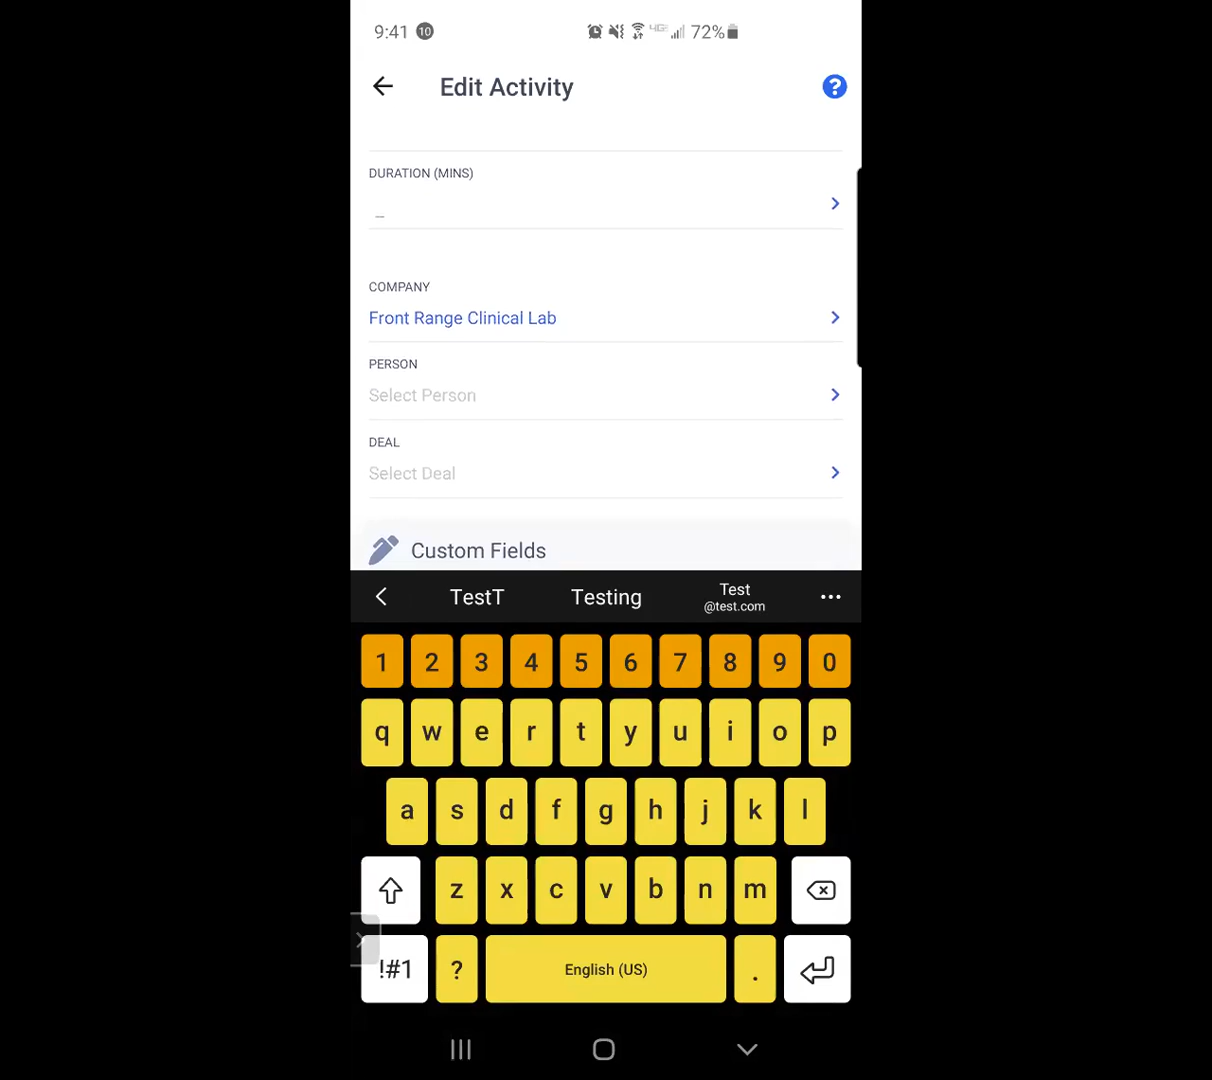 9:41 10 4GE 72%
Edit Activity ?
DURATION (MINS)
--
COMPANY
Front Range Clinical Lab
PERSON
Select Person
DEAL
Select Deal
Custom Fields
TestT Testing Test
@test.com
1 2 3 4 5 6 7 8 9 0
q w e r t y u i o p
a s d f g h j k l
z x c v b n m
!#1 ? English (US) .